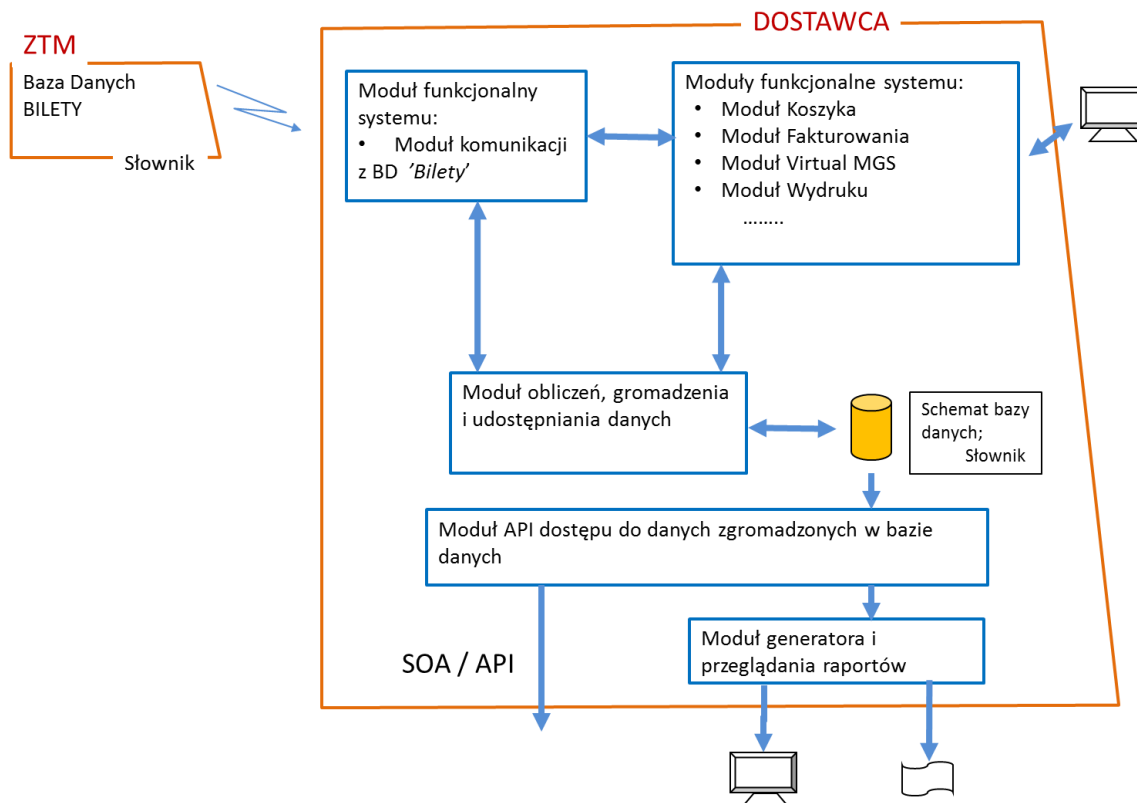 ZTM
Baza Danych
BILETY
Słownik
DOSTAWCA
Moduł funkcjonalny
systemu:
• Moduł komunikacji
z BD ’Bilety’
Moduły funkcjonalne systemu:
• Moduł Koszyka
• Moduł Fakturowania
• Moduł Virtual MGS
• Moduł Wydruku
........
Moduł obliczeń, gromadzenia
i udostępniania danych
Schemat bazy
danych;
Słownik
Moduł API dostępu do danych zgromadzonych w bazie
danych
SOA / API
Moduł generatora i
przeglądania raportów